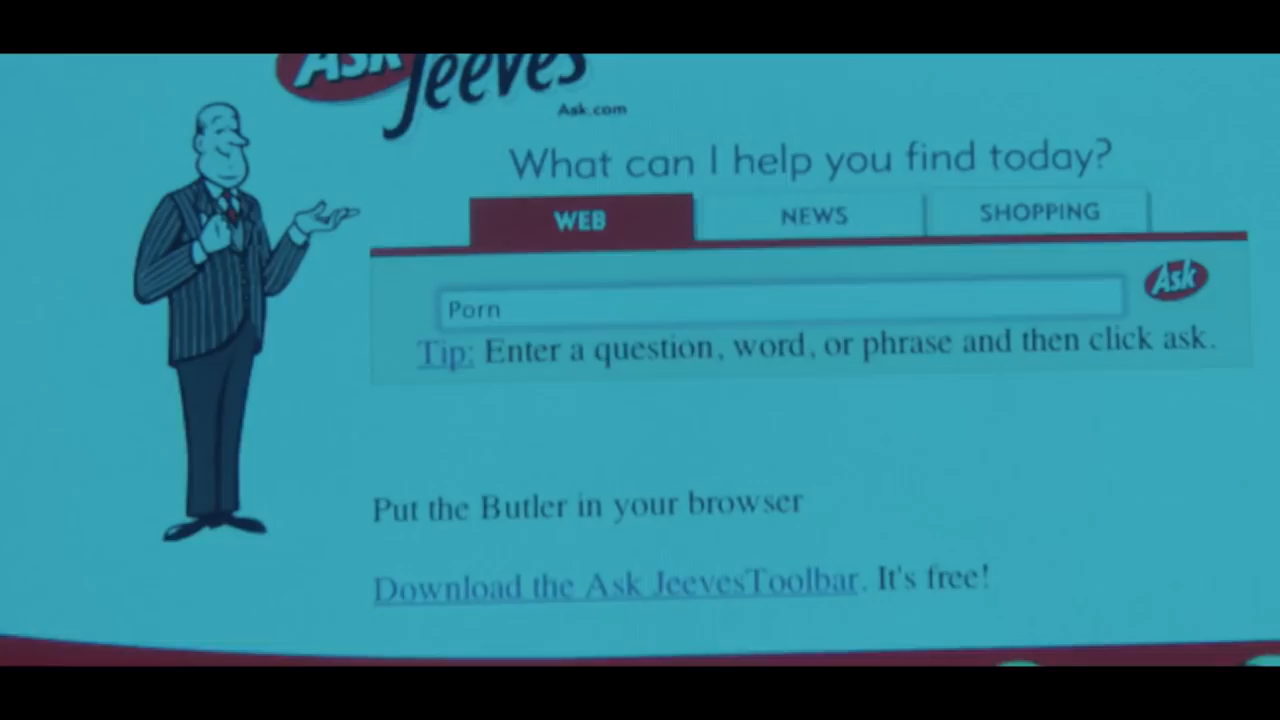 Ask Jeeves
Ask.com
What can I help you find today?
WEB NEWS SHOPPING
Porn
Ask
Tip: Enter a question, word, or phrase and then click ask.
Put the Butler in your browser
Download the Ask JeevesToolbar. It's free!